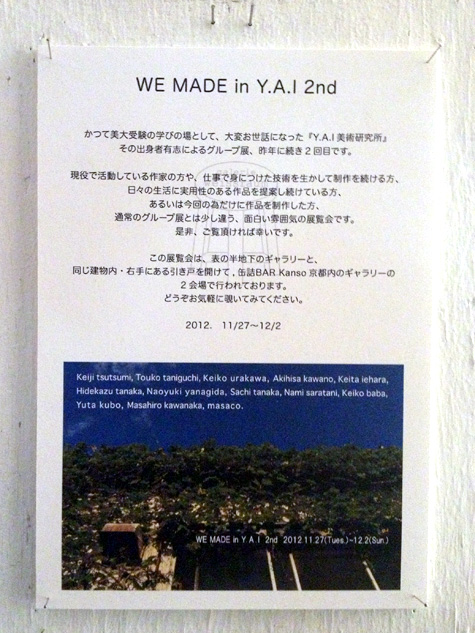 WE MADE in Y.A.I 2nd
かつて美大受験の学びの場として、大変お世話になった『Y.A.I 美術研究所』
その出身者有志によるグループ展、昨年に続き2回目です。
現役で活動している作家の方や、仕事で身につけた技術を生かして制作を続ける方、
日々の生活に実用性のある作品を提案し続けている方、
あるいは今回の為だけに作品を制作した方、
通常のグループ展とは少し違う、面白い雰囲気の展覧会です。
是非、ご覧頂ければ幸いです。
この展覧会は、表の半地下のギャラリーと、
同じ建物内・右手にある引き戸を開けて,缶詰BAR Kanso 京都内のギャラリーの
2会場で行われております。
どうぞお気軽に覗いてみてください。
2012. 11/27〜12/2
Keiji tsutsumi, Touko taniguchi, Keiko urakawa, Akihisa kawano, Keita iehara,
Hidekazu tanaka, Naoyuki yanagida, Sachi tanaka, Nami saratani, Keiko baba,
Yuta kubo, Masahiro kawanaka, masaco.
WE MADE in Y A I 2nd 2012.11.27(Tues.)~12.2(Sun.)